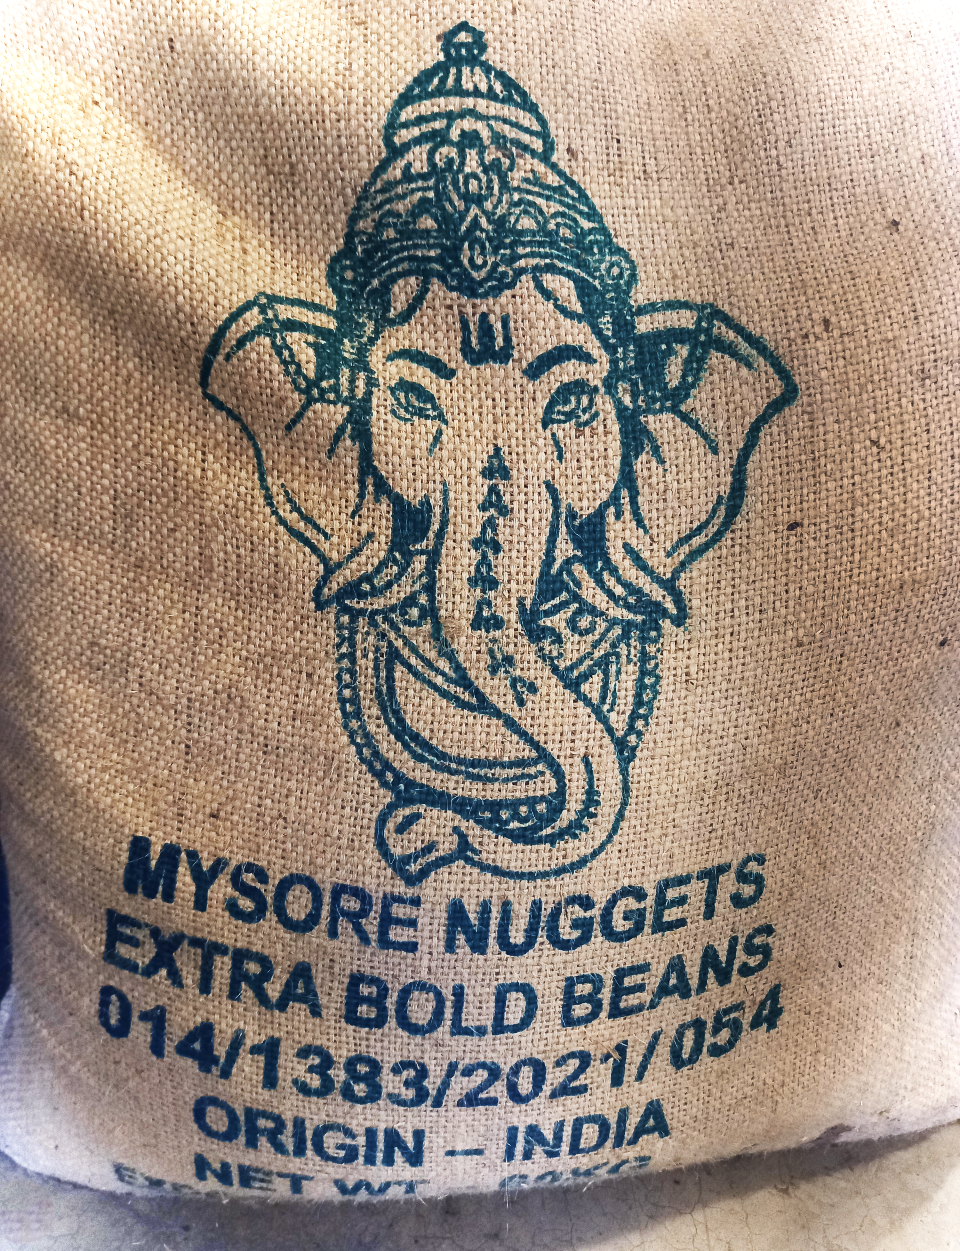 MYSORE NUGGETS
EXTRA BOLD BEANS
014/1383/2021/054
ORIGIN – INDIA
NET WT